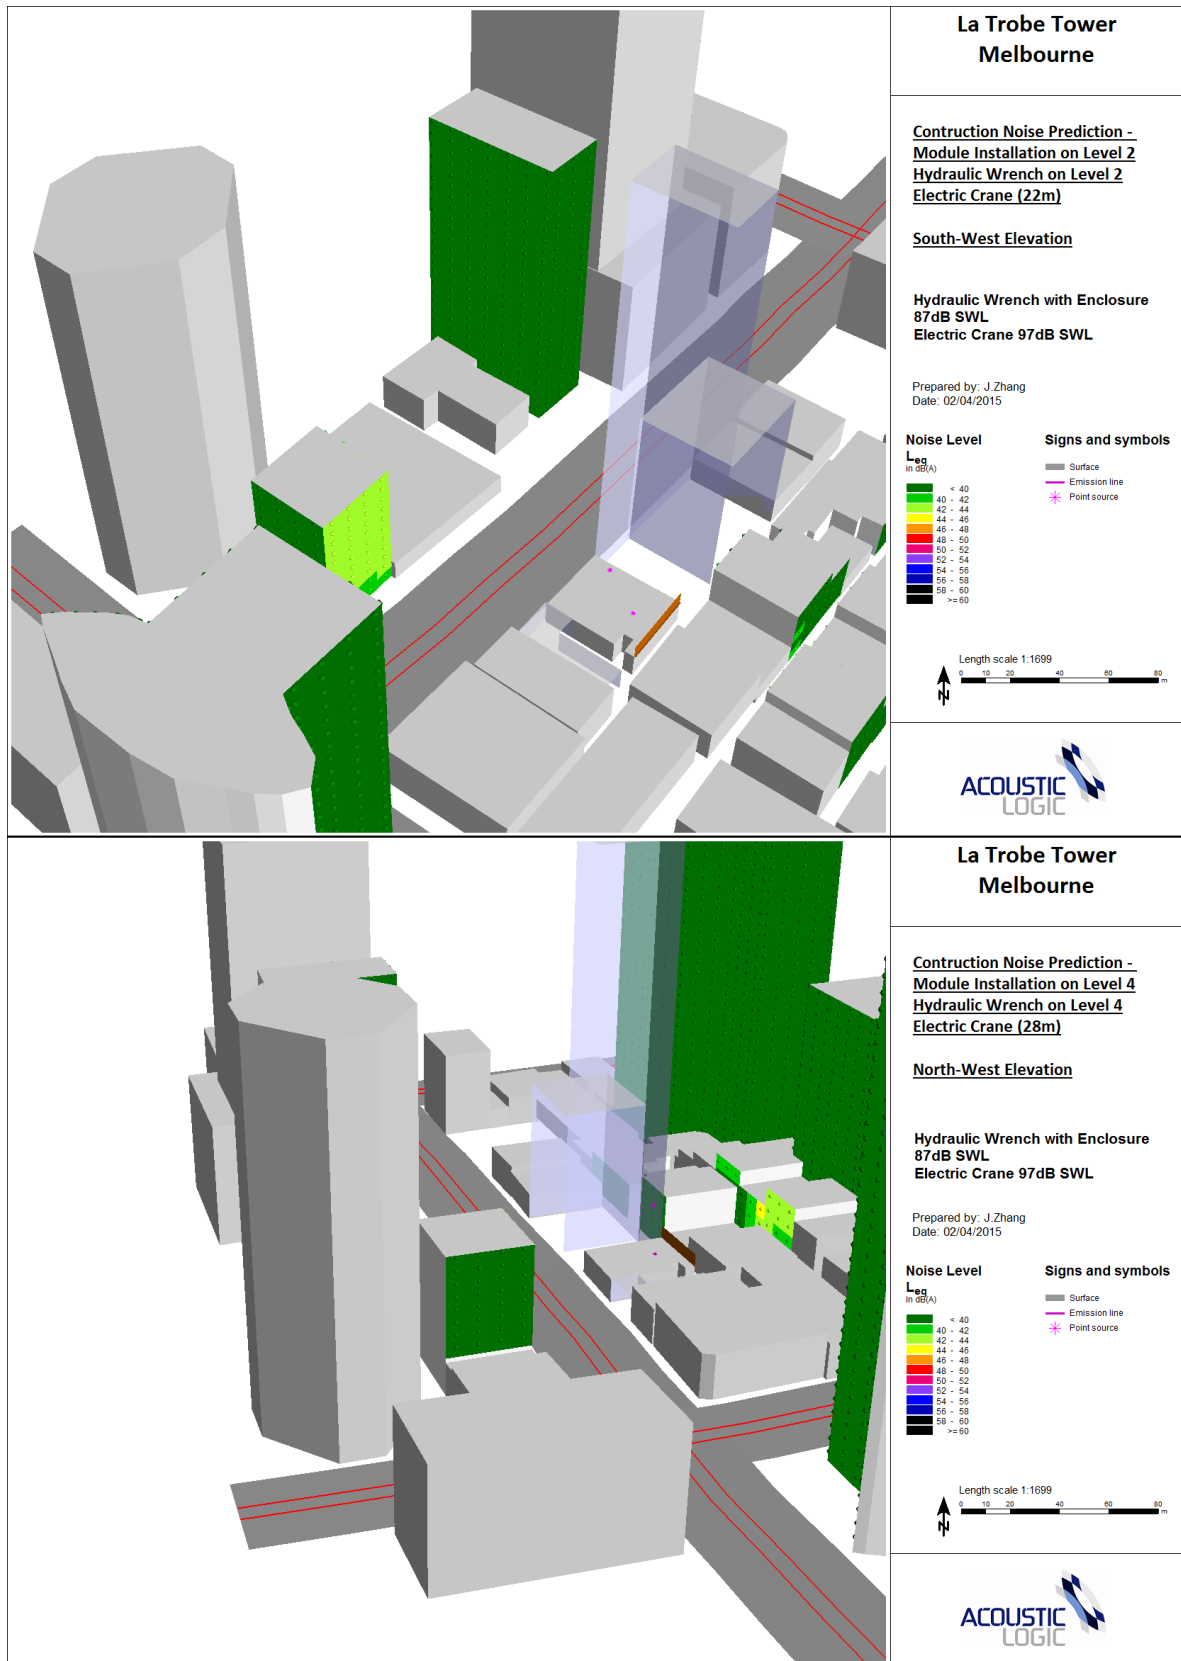 La Trobe Tower
Melbourne
Contruction Noise Prediction -
Module Installation on Level 2
Hydraulic Wrench on Level 2
Electric Crane (22m)
South-West Elevation
Hydraulic Wrench with Enclosure
87dB SWL
Electric Crane 97dB SWL
Prepared by: J.Zhang
Date: 02/04/2015
Noise Level
Leq
in dB(A)
< 40
40 - 42
42 - 44
44 - 46
46 - 48
48 - 50
50 - 52
52 - 54
54 - 56
56 - 58
58 - 60
>= 60
Signs and symbols
Surface
Emission line
Point source
Length scale 1:1699
0 10 20 40 60 80
m
N
ACOUSTIC
LOGIC
La Trobe Tower
Melbourne
Contruction Noise Prediction -
Module Installation on Level 4
Hydraulic Wrench on Level 4
Electric Crane (28m)
North-West Elevation
Hydraulic Wrench with Enclosure
87dB SWL
Electric Crane 97dB SWL
Prepared by: J.Zhang
Date: 02/04/2015
Noise Level
Leq
in dB(A)
< 40
40 - 42
42 - 44
44 - 46
46 - 48
48 - 50
50 - 52
52 - 54
54 - 56
56 - 58
58 - 60
>= 60
Signs and symbols
Surface
Emission line
Point source
Length scale 1:1699
0 10 20 40 60 80
m
N
ACOUSTIC
LOGIC